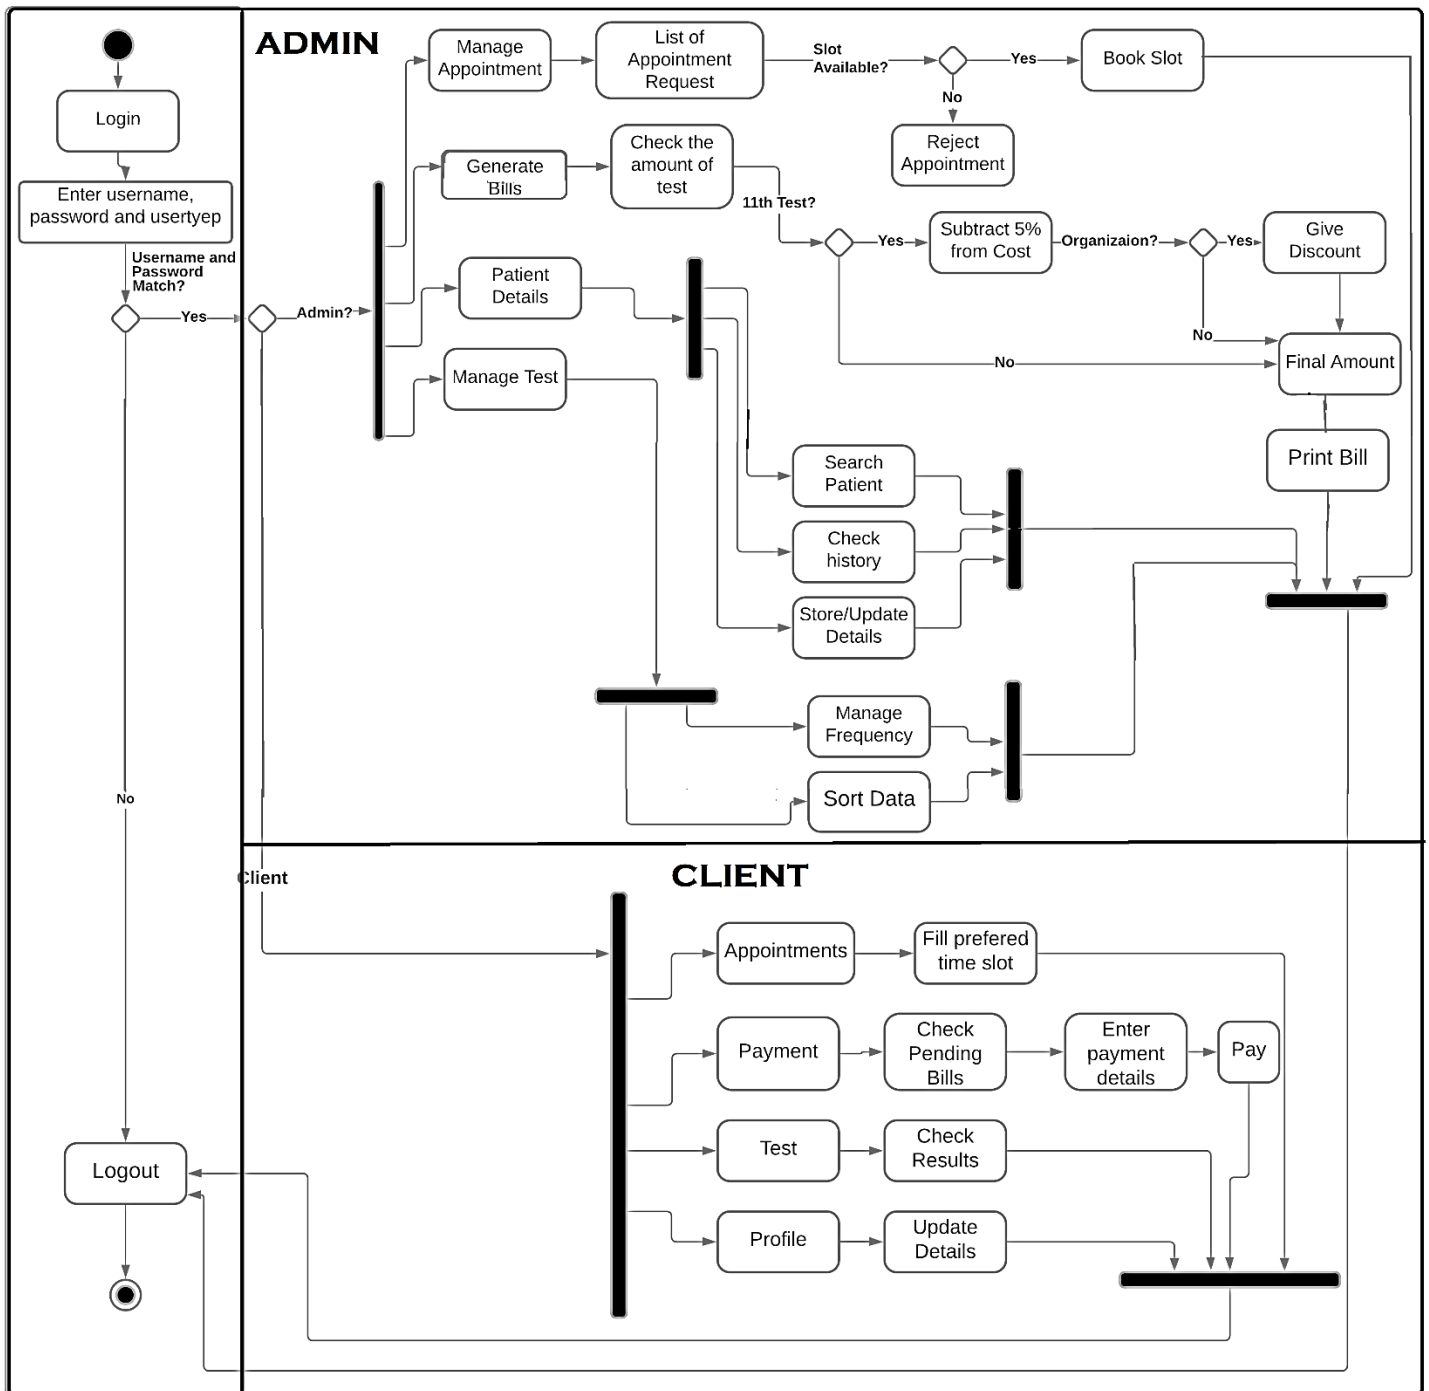 ADMIN
Login
Enter username,
password and usertyep
Username and
Password
Match?
Yes
No
Admin?
Client
Manage
Appointment
List of
Appointment
Request
Slot
Available?
Yes
Book Slot
No
Reject
Appointment
Generate
Bills
Check the
amount of
test
11th Test?
Yes
Subtract 5%
from Cost
Organizaion?
Yes
Give
Discount
No
No
Final Amount
Print Bill
Patient
Details
Manage Test
Search
Patient
Check
history
Store/Update
Details
Manage
Frequency
Sort Data
CLIENT
Appointments
Fill prefered
time slot
Payment
Check
Pending
Bills
Enter
payment
details
Pay
Test
Check
Results
Profile
Update
Details
Logout